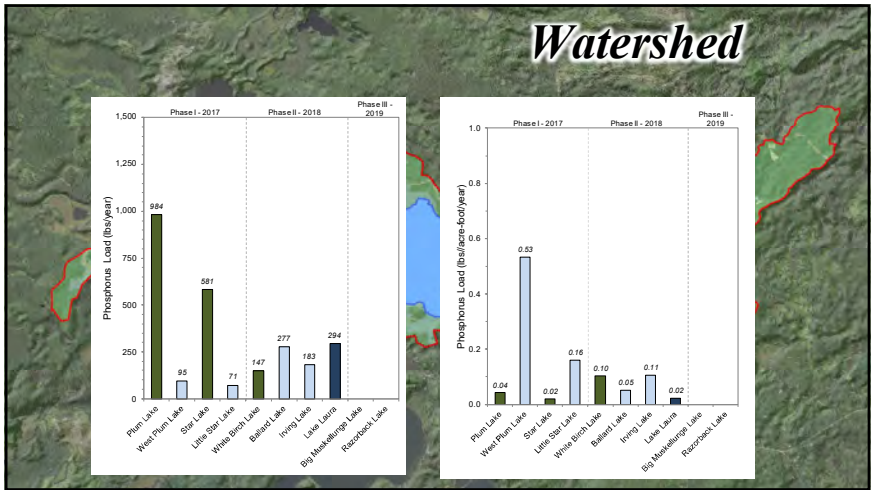 Watershed
Phase I - 2017
Phase II - 2018
Phase III -
2019
Phosphorus Load (lbs/year)
1,500
1,250
1,000
750
500
250
0
984
95
581
71
147
277
183
294
Plum Lake
West Plum Lake
Star Lake
Little Star Lake
White Birch Lake
Ballard Lake
Irving Lake
Lake Laura
Big Muskellunge Lake
Razorback Lake
Phase I - 2017
Phase II - 2018
Phase III -
2019
Phosphorus Load (lbs//acre-foot/year)
1.0
0.8
0.6
0.4
0.2
0.0
0.04
0.53
0.02
0.16
0.10
0.05
0.11
0.02
Plum Lake
West Plum Lake
Star Lake
Little Star Lake
White Birch Lake
Ballard Lake
Irving Lake
Lake Laura
Big Muskellunge Lake
Razorback Lake